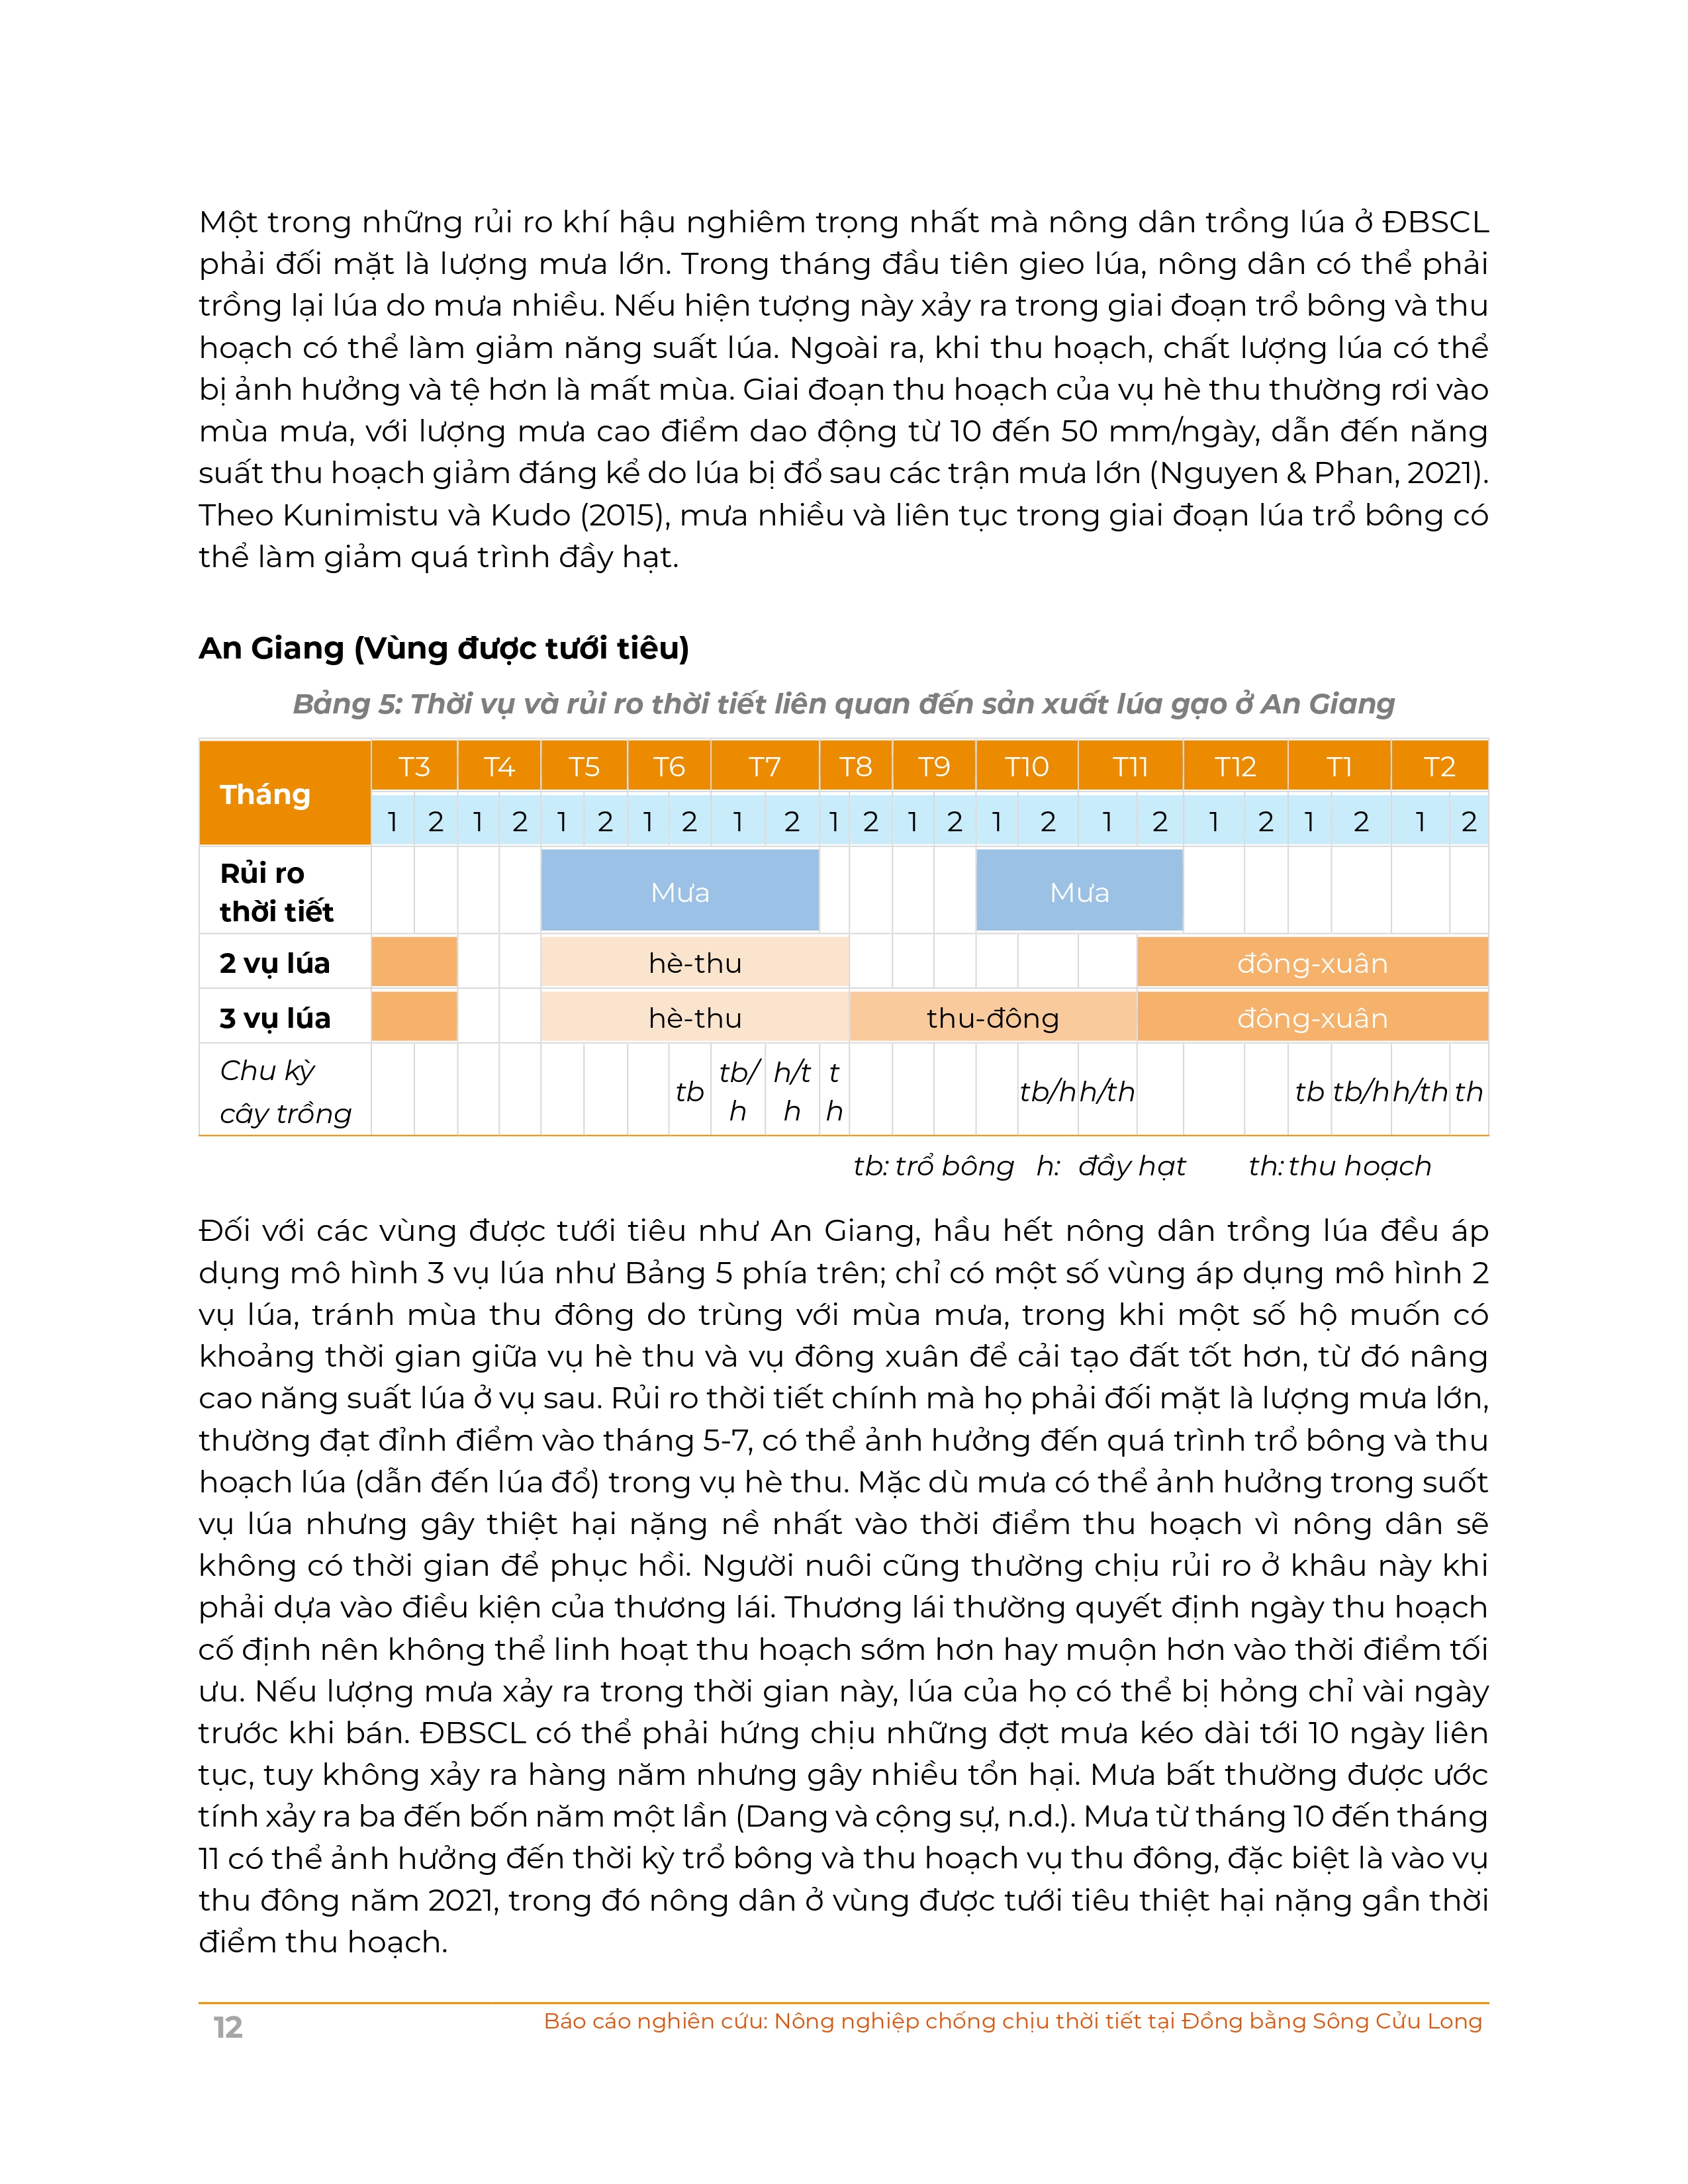 Một trong những rủi ro khí hậu nghiêm trọng nhất mà nông dân trồng lúa ở ĐBSCL
phải đối mặt là lượng mưa lớn. Trong tháng đầu tiên gieo lúa, nông dân có thể phải
trồng lại lúa do mưa nhiều. Nếu hiện tượng này xảy ra trong giai đoạn trổ bông và thu
hoạch có thể làm giảm năng suất lúa. Ngoài ra, khi thu hoạch, chất lượng lúa có thể
bị ảnh hưởng và tệ hơn là mất mùa. Giai đoạn thu hoạch của vụ hè thu thường rơi vào
mùa mưa, với lượng mưa cao điểm dao động từ 10 đến 50 mm/ngày, dẫn đến năng
suất thu hoạch giảm đáng kể do lúa bị đổ sau các trận mưa lớn (Nguyen & Phan, 2021).
Theo Kunimistu và Kudo (2015), mưa nhiều và liên tục trong giai đoạn lúa trổ bông có
thể làm giảm quá trình đầy hạt.
An Giang (Vùng được tưới tiêu)
Bảng 5: Thời vụ và rủi ro thời tiết liên quan đến sản xuất lúa gạo ở An Giang
Tháng T3 T4 T5 T6 T7 T8 T9 T10 T11 T12 T1 T2
1 2 1 2 1 2 1 2 1 2 1 2 1 2 1 2 1 2 1 2 1 2 1 2
Rủi ro
thời tiết Mưa Mưa
2 vụ lúa hè-thu đông-xuân
3 vụ lúa hè-thu thu-đông đông-xuân
Chu kỳ
cây trồng tb tb/h h/th th tb/h h/th tb tb/h h/th th
tb: trổ bông h: đầy hạt th: thu hoạch
Đối với các vùng được tưới tiêu như An Giang, hầu hết nông dân trồng lúa đều áp
dụng mô hình 3 vụ lúa như Bảng 5 phía trên; chỉ có một số vùng áp dụng mô hình 2
vụ lúa, tránh mùa thu đông do trùng với mùa mưa, trong khi một số hộ muốn có
khoảng thời gian giữa vụ hè thu và vụ đông xuân để cải tạo đất tốt hơn, từ đó nâng
cao năng suất lúa ở vụ sau. Rủi ro thời tiết chính mà họ phải đối mặt là lượng mưa lớn,
thường đạt đỉnh điểm vào tháng 5-7, có thể ảnh hưởng đến quá trình trổ bông và thu
hoạch lúa (dẫn đến lúa đổ) trong vụ hè thu. Mặc dù mưa có thể ảnh hưởng trong suốt
vụ lúa nhưng gây thiệt hại nặng nề nhất vào thời điểm thu hoạch vì nông dân sẽ
không có thời gian để phục hồi. Người nuôi cũng thường chịu rủi ro ở khâu này khi
phải dựa vào điều kiện của thương lái. Thương lái thường quyết định ngày thu hoạch
cố định nên không thể linh hoạt thu hoạch sớm hơn hay muộn hơn vào thời điểm tối
ưu. Nếu lượng mưa xảy ra trong thời gian này, lúa của họ có thể bị hỏng chỉ vài ngày
trước khi bán. ĐBSCL có thể phải hứng chịu những đợt mưa kéo dài tới 10 ngày liên
tục, tuy không xảy ra hàng năm nhưng gây nhiều tổn hại. Mưa bất thường được ước
tính xảy ra ba đến bốn năm một lần (Dang và cộng sự, n.d.). Mưa từ tháng 10 đến tháng
11 có thể ảnh hưởng đến thời kỳ trổ bông và thu hoạch vụ thu đông, đặc biệt là vào vụ
thu đông năm 2021, trong đó nông dân ở vùng được tưới tiêu thiệt hại nặng gần thời
điểm thu hoạch.
12 Báo cáo nghiên cứu: Nông nghiệp chống chịu thời tiết tại Đồng bằng Sông Cửu Long